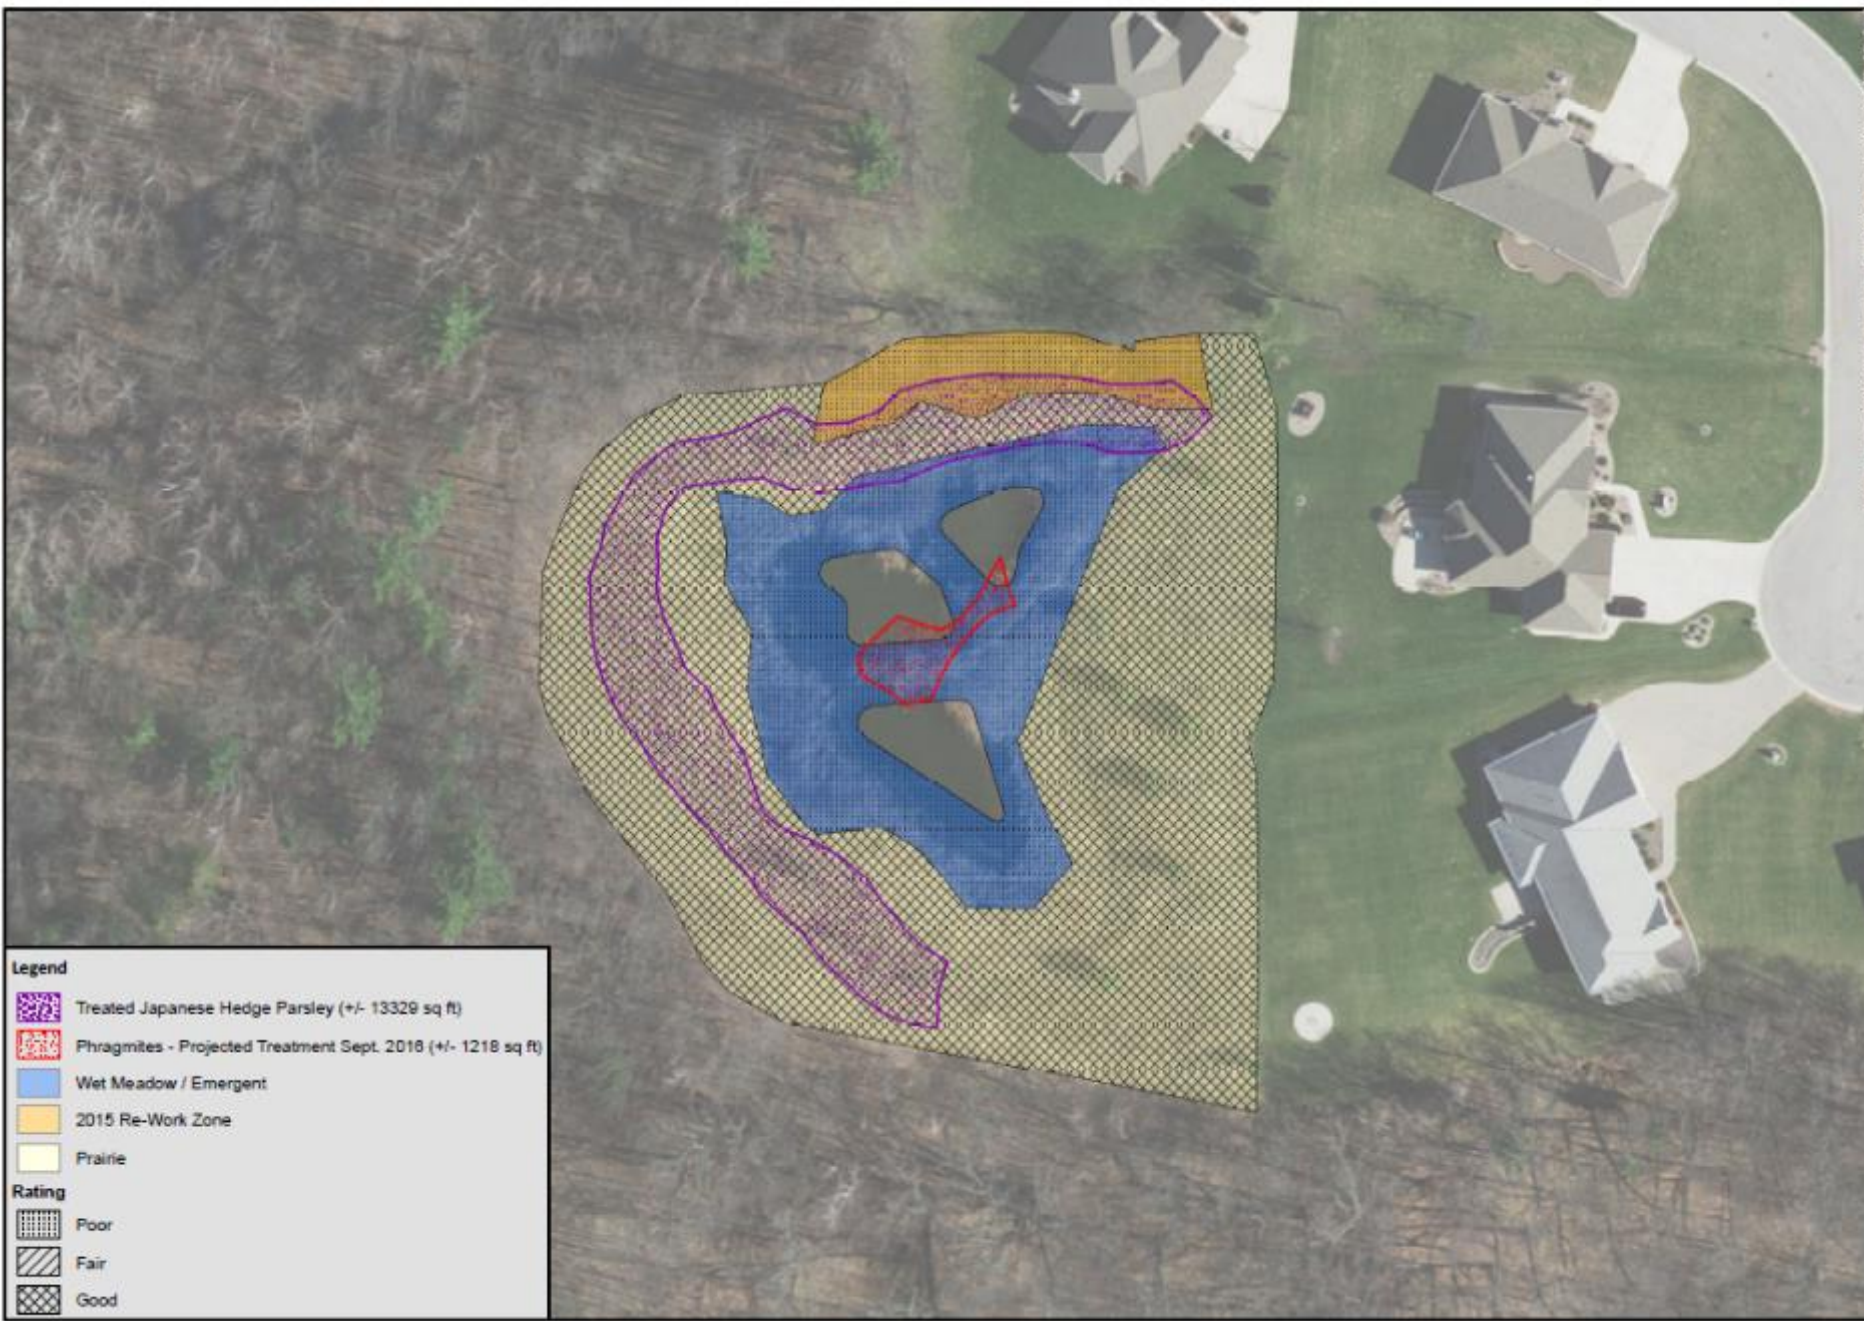 Legend
Treated Japanese Hedge Parsley (+/- 13329 sq ft)
Phragmites - Projected Treatment Sept. 2016 (+/- 1218 sq ft)
Wet Meadow / Emergent
2015 Re-Work Zone
Prairie
Rating
Poor
Fair
Good